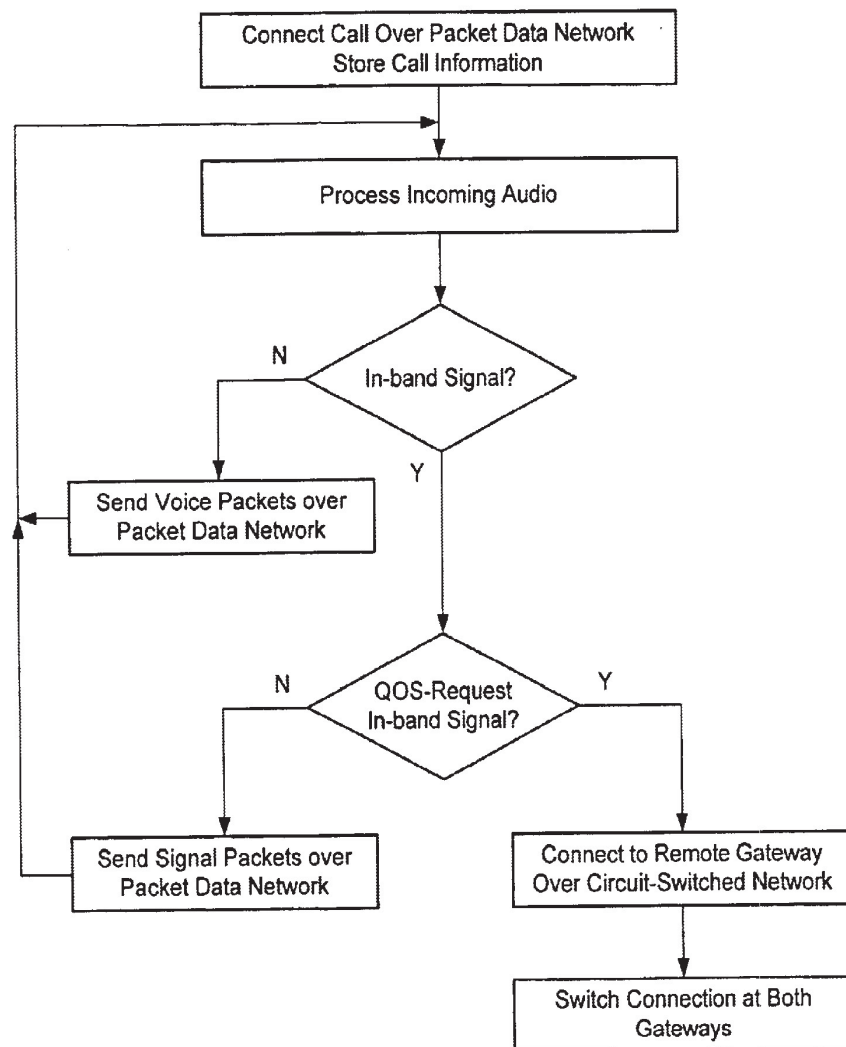 Connect Call Over Packet Data Network
Store Call Information
Process Incoming Audio
N
In-band Signal?
Y
Send Voice Packets over
Packet Data Network
N
QOS-Request
In-band Signal?
Y
Send Signal Packets over
Packet Data Network
Connect to Remote Gateway
Over Circuit-Switched Network
Switch Connection at Both
Gateways